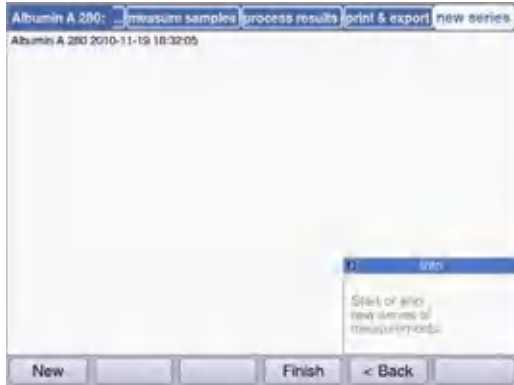 Albumin A 280: ... measure samples process results print & export new series
Albumin A 280 2010-11-19 18:32:05
Info
Start or end
new series of
measurements.
New Finish < Back